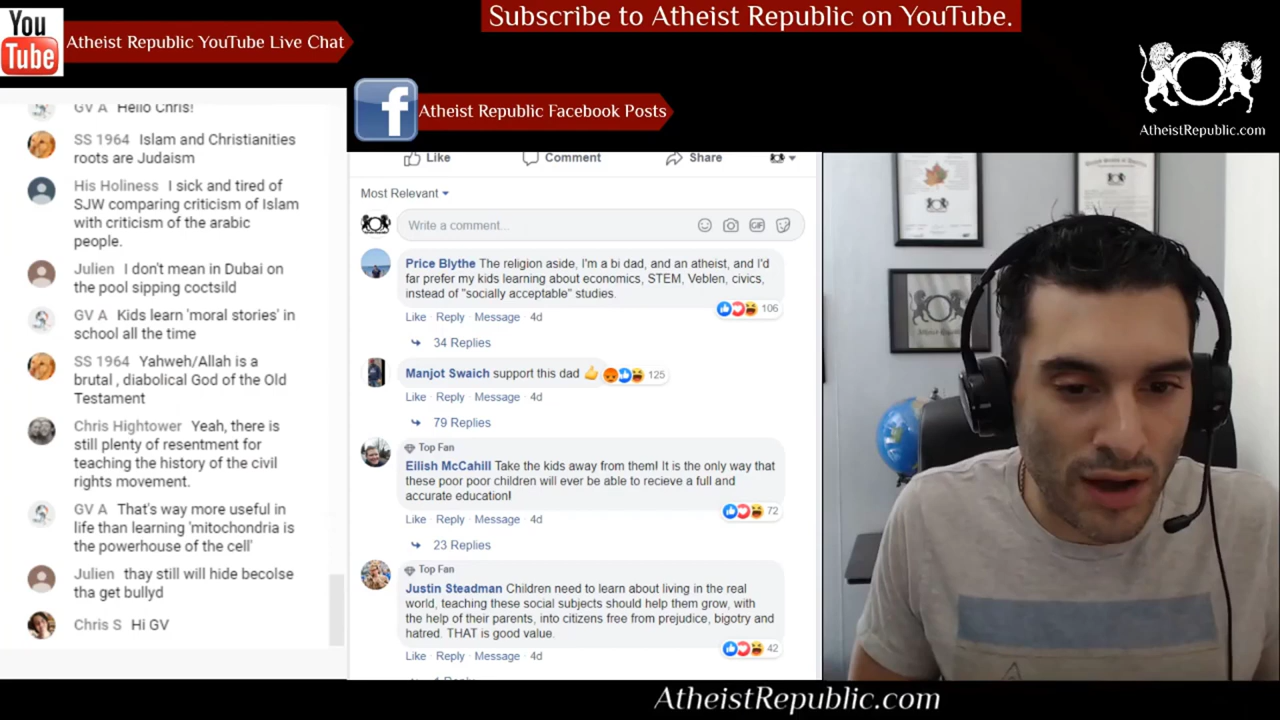 Subscribe to Atheist Republic on YouTube.
You
Tube
Atheist Republic YouTube Live Chat
AtheistRepublic.com
f
Atheist Republic Facebook Posts
GV A Hello Chris!
SS 1964 Islam and Christianities
roots are Judaism
His Holiness I sick and tired of
SJW comparing criticism of Islam
with criticism of the arabic
people.
Julien I don't mean in Dubai on
the pool sipping coctsild
GV A Kids learn 'moral stories' in
school all the time
SS 1964 Yahweh/Allah is a
brutal , diabolical God of the Old
Testament
Chris Hightower Yeah, there is
still plenty of resentment for
teaching the history of the civil
rights movement.
GV A That's way more useful in
life than learning 'mitochondria is
the powerhouse of the cell'
Julien thay still will hide becolse
tha get bullyd
Chris S Hi GV
Like Comment Share
Most Relevant
Write a comment...
GIF
Price Blythe The religion aside, I'm a bi dad, and an atheist, and I'd
far prefer my kids learning about economics, STEM, Veblen, civics,
instead of "socially acceptable" studies.
106
Like · Reply · Message · 4d
34 Replies
Manjot Swaich support this dad
125
Like · Reply · Message · 4d
79 Replies
Top Fan
Eilish McCahill Take the kids away from them! It is the only way that
these poor poor children will ever be able to recieve a full and
accurate education!
72
Like · Reply · Message · 4d
23 Replies
Top Fan
Justin Steadman Children need to learn about living in the real
world, teaching these social subjects should help them grow, with
the help of their parents, into citizens free from prejudice, bigotry and
hatred. THAT is good value.
42
Like · Reply · Message · 4d
AtheistRepublic.com